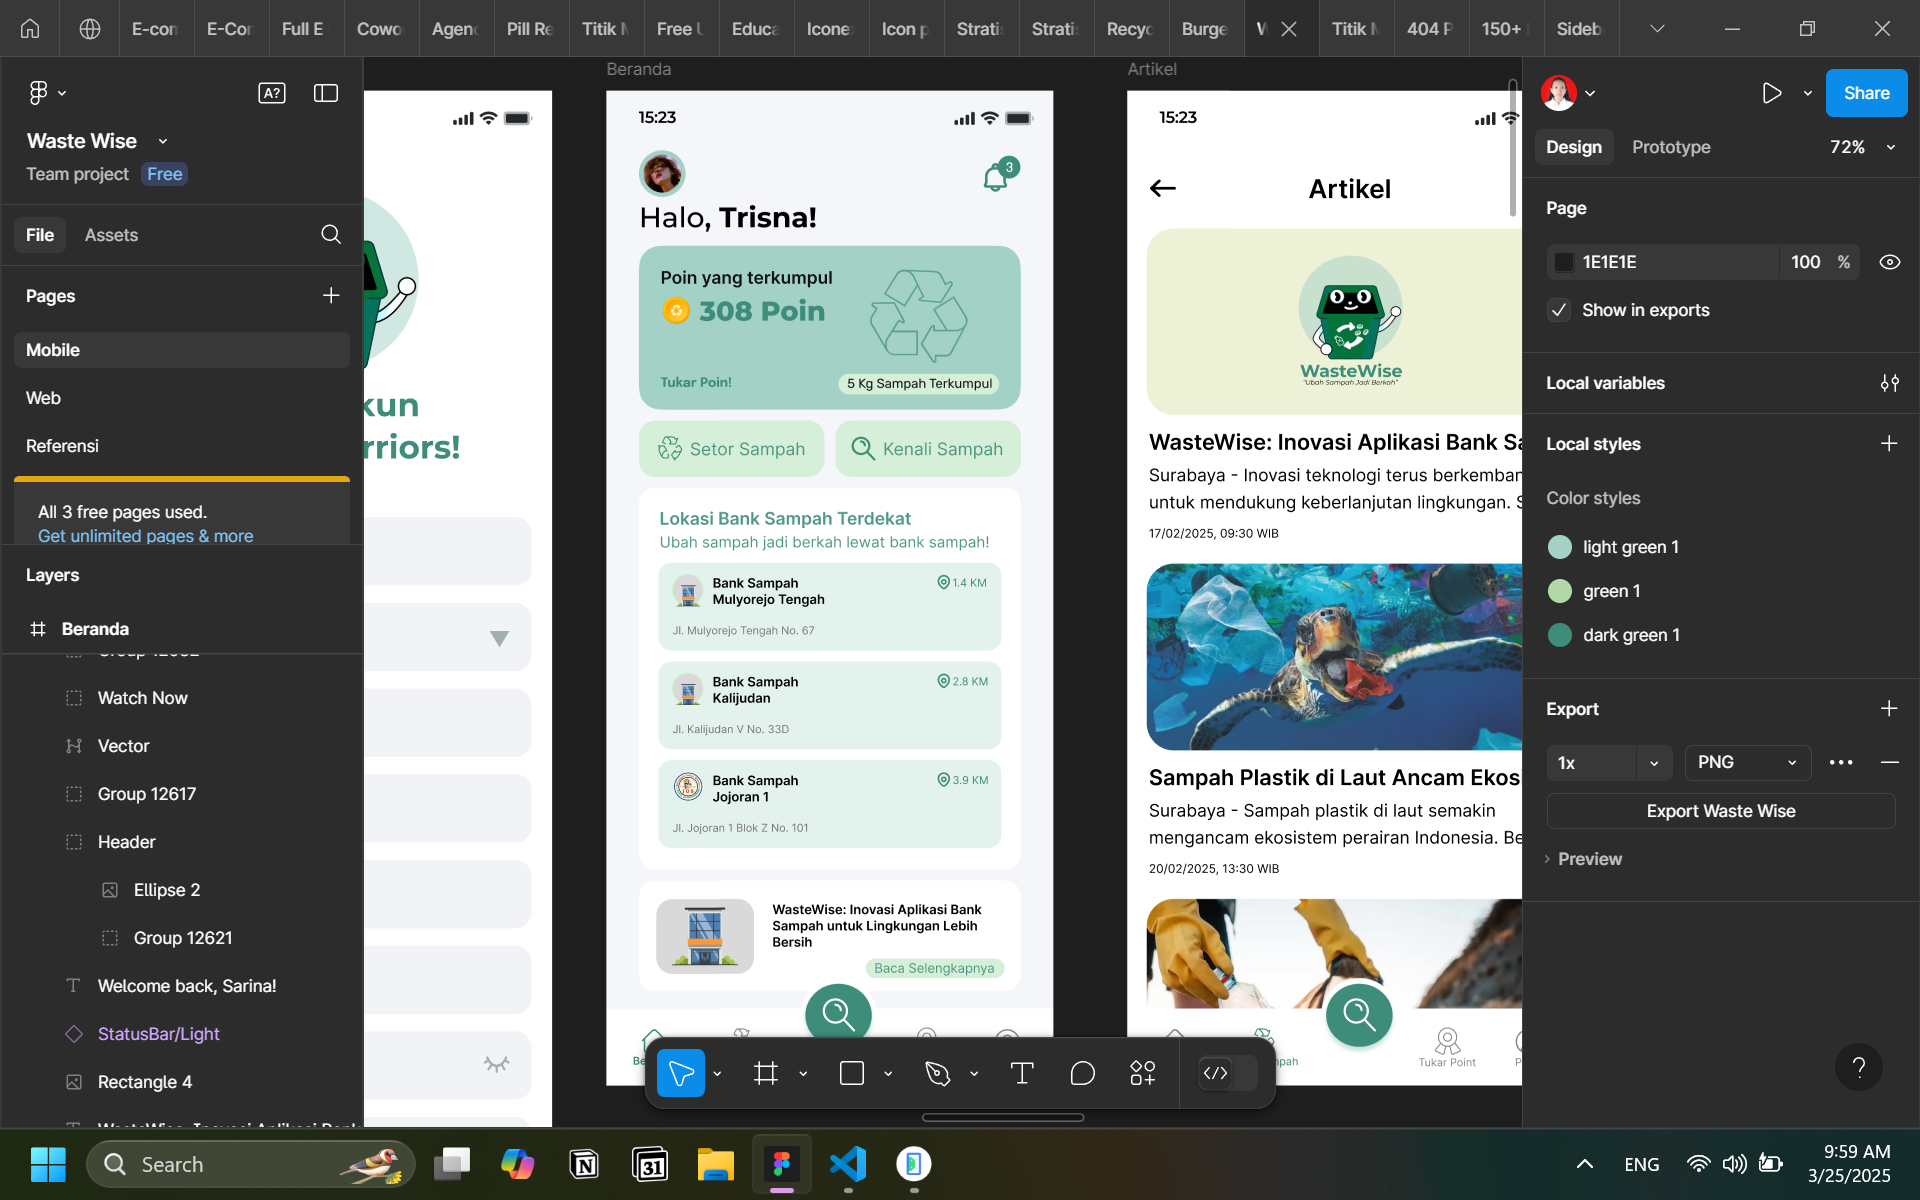 E-con
E-Con
Full E
Cowo
Agenc
Pill Re
Titik M
Free U
Educa
Icone
Icon p
Strati
Strati
Recyc
Burge
W
Titik M
404 P
150+
Sideb
Waste Wise
Team project Free
File Assets
Pages
Mobile
Web
Referensi
All 3 free pages used.
Get unlimited pages & more
Layers
Beranda
Watch Now
Vector
Group 12617
Header
Ellipse 2
Group 12621
Welcome back, Sarina!
StatusBar/Light
Rectangle 4
kun
rriors!
Beranda
15:23
3
Halo, Trisna!
Poin yang terkumpul
308 Poin
Tukar Poin!
5 Kg Sampah Terkumpul
Setor Sampah
Kenali Sampah
Lokasi Bank Sampah Terdekat
Ubah sampah jadi berkah lewat bank sampah!
Bank Sampah
Mulyorejo Tengah
1.4 KM
Jl. Mulyorejo Tengah No. 67
Bank Sampah
Kalijudan
2.8 KM
Jl. Kalijudan V No. 33D
Bank Sampah
Jojoran 1
3.9 KM
Jl. Jojoran 1 Blok Z No. 101
WasteWise: Inovasi Aplikasi Bank
Sampah untuk Lingkungan Lebih
Bersih
Baca Selengkapnya
Be
Artikel
15:23
Artikel
WasteWise
"Ubah Sampah Jadi Berkah"
WasteWise: Inovasi Aplikasi Bank Sa
Surabaya - Inovasi teknologi terus berkemban
untuk mendukung keberlanjutan lingkungan. S
17/02/2025, 09:30 WIB
Sampah Plastik di Laut Ancam Ekos
Surabaya - Sampah plastik di laut semakin
mengancam ekosistem perairan Indonesia. Be
20/02/2025, 13:30 WIB
mpah
Tukar Point
P
Share
Design Prototype 72%
Page
1E1E1E 100 %
Show in exports
Local variables
Local styles
Color styles
light green 1
green 1
dark green 1
Export
1x PNG
Export Waste Wise
Preview
?
Search
31
ENG
9:59 AM
3/25/2025